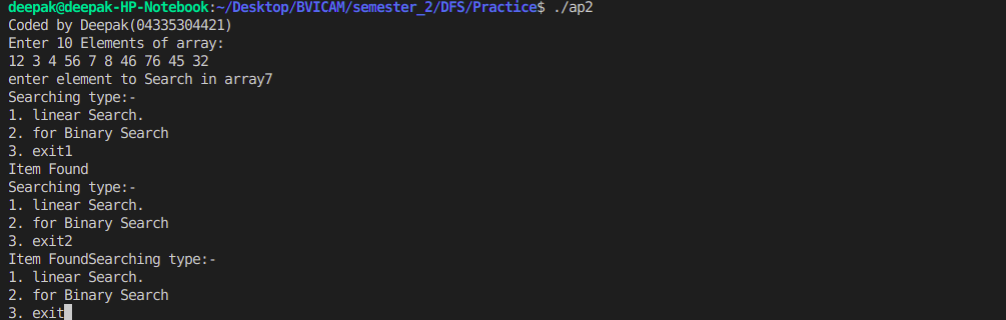 deepak@deepak-HP-Notebook:~/Desktop/BVICAM/semester_2/DFS/Practice$ ./ap2
Coded by Deepak(04335304421)
Enter 10 Elements of array:
12 3 4 56 7 8 46 76 45 32
enter element to Search in array7
Searching type:-
1. linear Search.
2. for Binary Search
3. exit1
Item Found
Searching type:-
1. linear Search.
2. for Binary Search
3. exit2
Item FoundSearching type:-
1. linear Search.
2. for Binary Search
3. exit